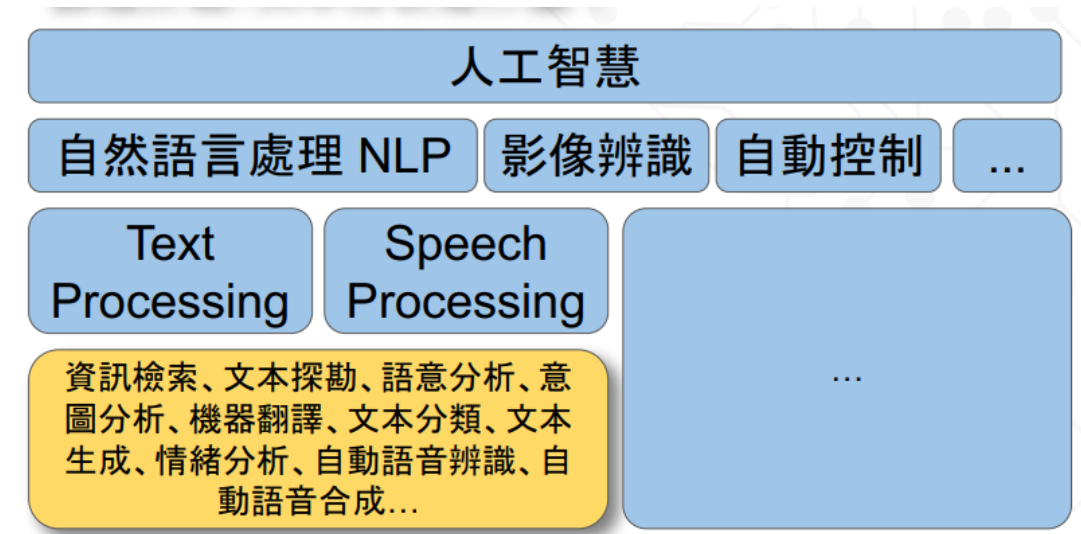 人工智慧
自然語言處理 NLP
影像辨識
自動控制
...
Text
Processing
Speech
Processing
...
資訊檢索、文本探勘、語意分析、意
圖分析、機器翻譯、文本分類、文本
生成、情緒分析、自動語音辨識、自
動語音合成...